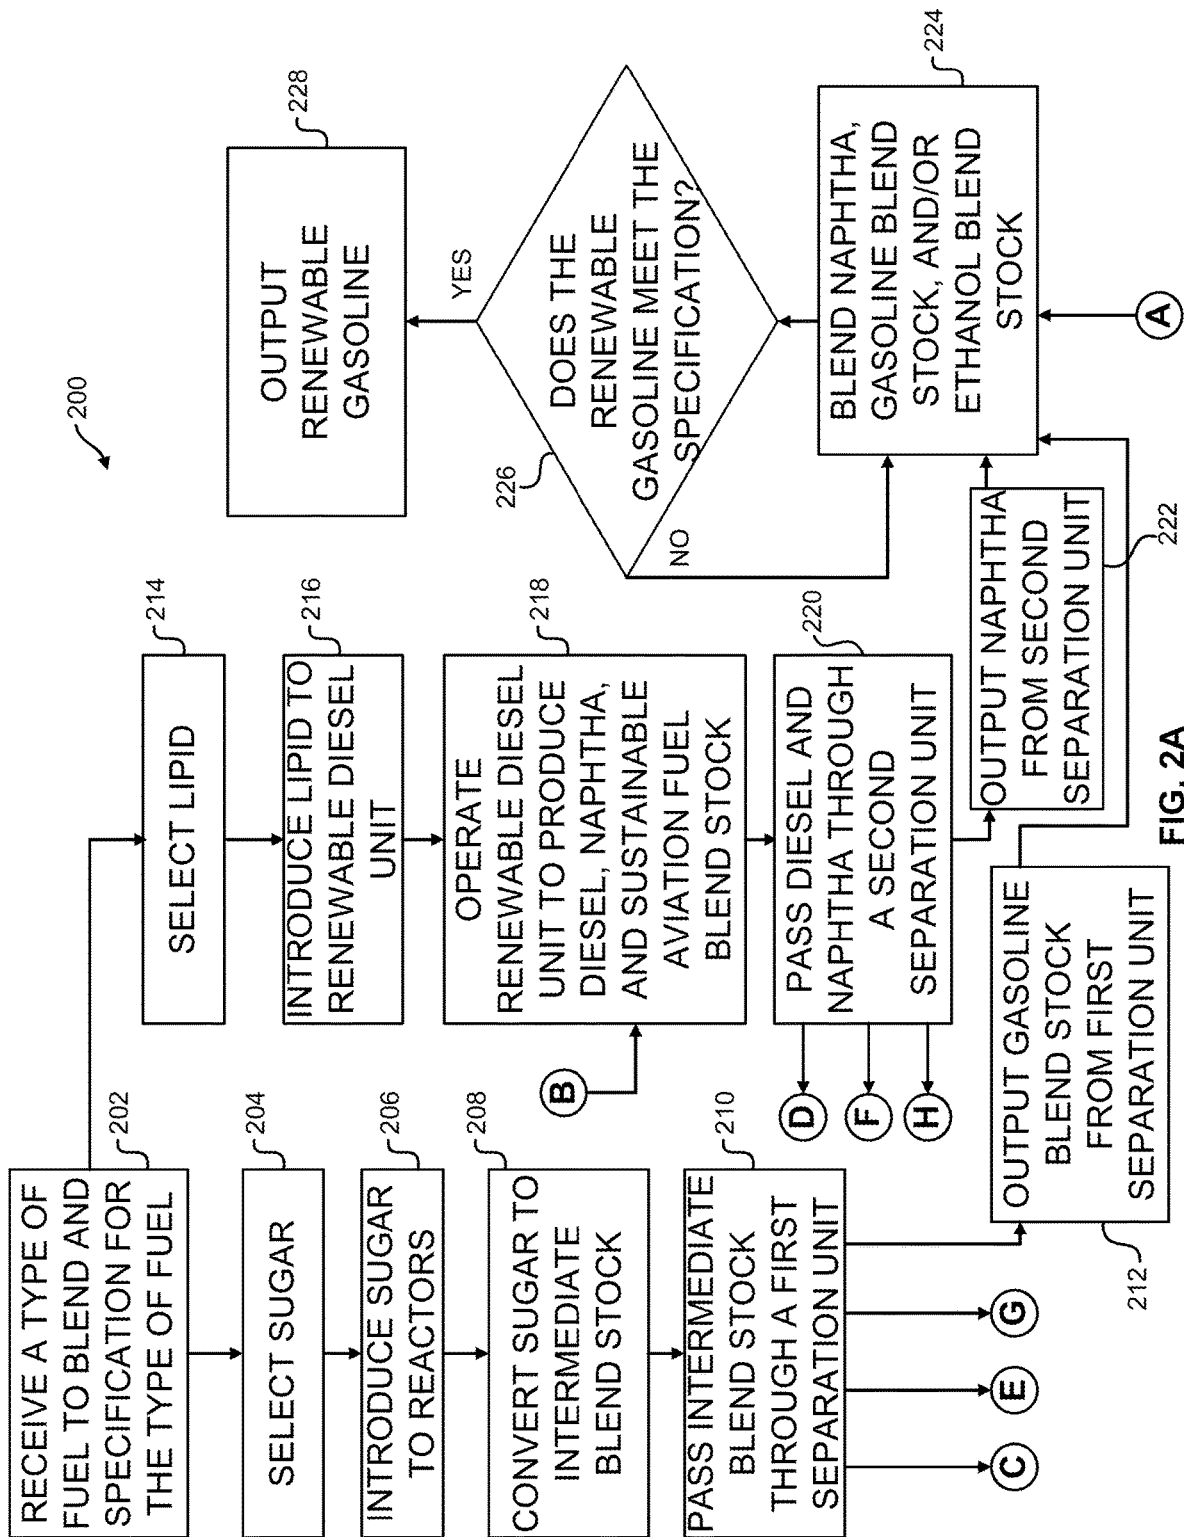 200
RECEIVE A TYPE OF
FUEL TO BLEND AND
SPECIFICATION FOR
THE TYPE OF FUEL
202
SELECT SUGAR
204
INTRODUCE SUGAR
TO REACTORS
206
CONVERT SUGAR TO
INTERMEDIATE
BLEND STOCK
208
PASS INTERMEDIATE
BLEND STOCK
THROUGH A FIRST
SEPARATION UNIT
210
C
E
G
OUTPUT GASOLINE
BLEND STOCK
FROM FIRST
SEPARATION UNIT
212
SELECT LIPID
214
INTRODUCE LIPID TO
RENEWABLE DIESEL
UNIT
216
B
OPERATE
RENEWABLE DIESEL
UNIT TO PRODUCE
DIESEL, NAPHTHA,
AND SUSTAINABLE
AVIATION FUEL
BLEND STOCK
218
PASS DIESEL AND
NAPHTHA THROUGH
A SECOND
SEPARATION UNIT
220
D
F
H
OUTPUT NAPHTHA
FROM SECOND
SEPARATION UNIT
222
OUTPUT
RENEWABLE
GASOLINE
228
YES
DOES THE
RENEWABLE
GASOLINE MEET THE
SPECIFICATION?
226
NO
BLEND NAPHTHA,
GASOLINE BLEND
STOCK, AND/OR
ETHANOL BLEND
STOCK
224
A
FIG. 2A